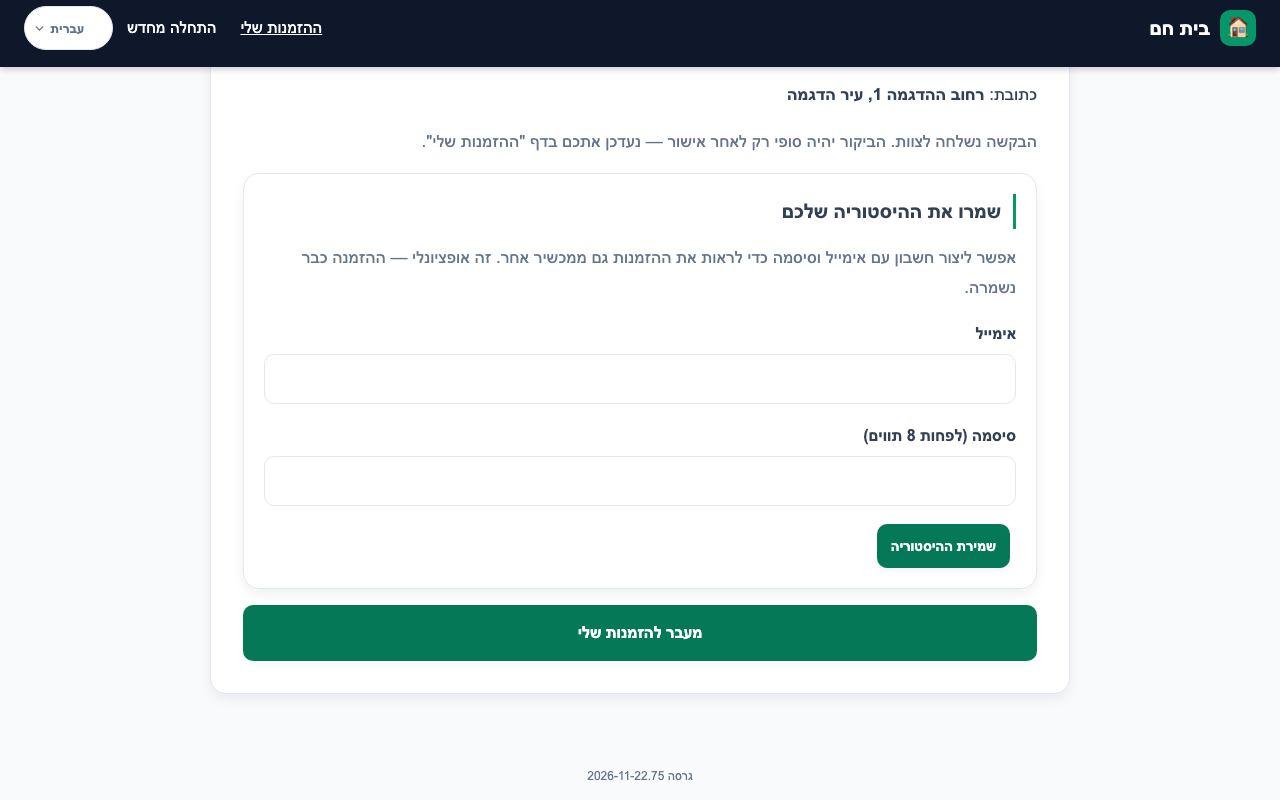 בית חם
ההזמנות שלי
התחלה מחדש
עברית
כתובת: רחוב ההדגמה 1, עיר הדגמה
הבקשה נשלחה לצוות. הביקור יהיה סופי רק לאחר אישור — נעדכן אתכם בדף "ההזמנות שלי".
שמרו את ההיסטוריה שלכם
אפשר ליצור חשבון עם אימייל וסיסמה כדי לראות את ההזמנות גם ממכשיר אחר. זה אופציונלי — ההזמנה כבר
נשמרה.
אימייל
סיסמה (לפחות 8 תווים)
שמירת ההיסטוריה
מעבר להזמנות שלי
גרסה 2026-11-22.75